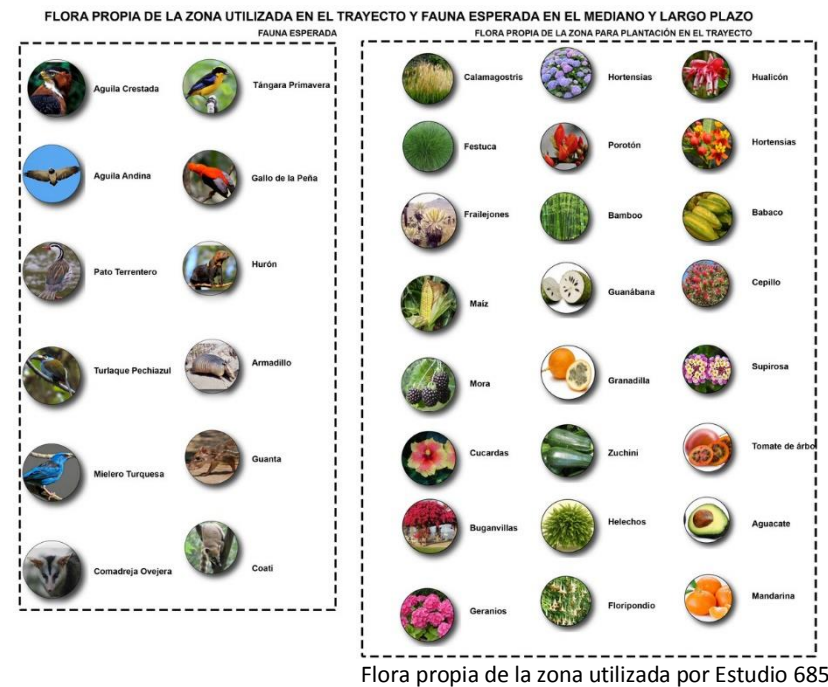 FLORA PROPIA DE LA ZONA UTILIZADA EN EL TRAYECTO Y FAUNA ESPERADA EN EL MEDIANO Y LARGO PLAZO
FAUNA ESPERADA
Aguila Crestada
Tángara Primavera
Aguila Andina
Gallo de la Peña
Pato Terrentero
Hurón
Turlaque Pechiazul
Armadillo
Mielero Turquesa
Guanta
Comadreja Ovejera
Coati
FLORA PROPIA DE LA ZONA PARA PLANTACIÓN EN EL TRAYECTO
Calamagostris
Hortensias
Hualicón
Festuca
Porotón
Hortensias
Frailejones
Bamboo
Babaco
Maíz
Guanábana
Cepillo
Mora
Granadilla
Supirosa
Cucardas
Zuchini
Tomate de árbol
Buganvillas
Helechos
Aguacate
Geranios
Floripondio
Mandarina
Flora propia de la zona utilizada por Estudio 685